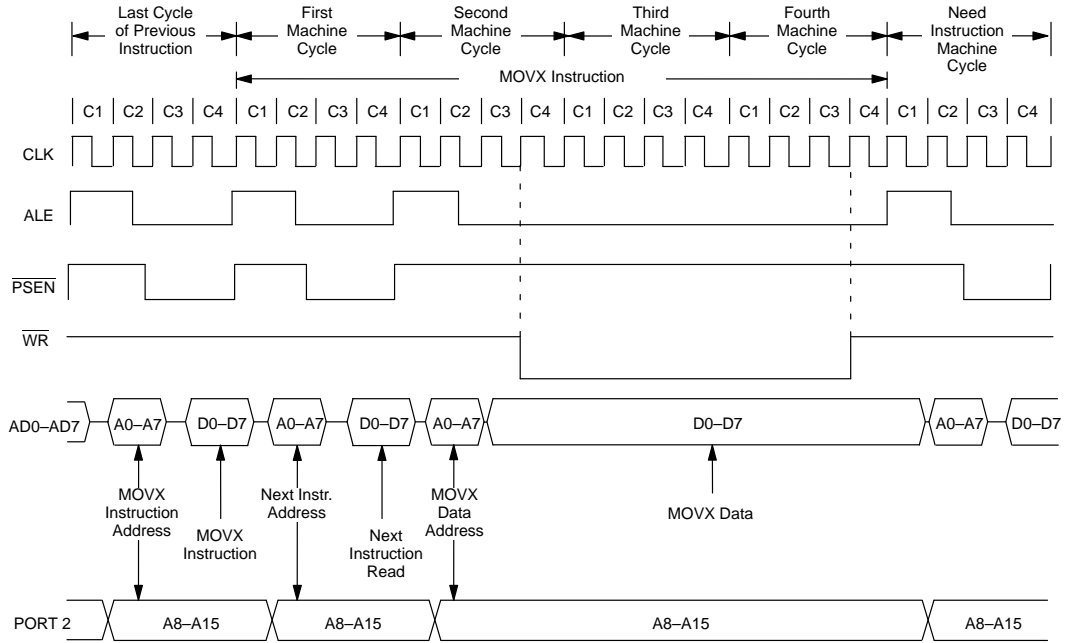 Last Cycle
of Previous
Instruction
First
Machine
Cycle
Second
Machine
Cycle
Third
Machine
Cycle
Fourth
Machine
Cycle
Need
Instruction
Machine
Cycle
MOVX Instruction
C1 C2 C3 C4 C1 C2 C3 C4 C1 C2 C3 C4 C1 C2 C3 C4 C1 C2 C3 C4 C1 C2 C3 C4
CLK
ALE
PSEN
WR
AD0–AD7 A0–A7 D0–D7 A0–A7 D0–D7 A0–A7 D0–D7 A0–A7 D0–D7
MOVX
Instruction
Address
MOVX
Instruction
Next Instr.
Address
Next
Instruction
Read
MOVX
Data
Address
MOVX Data
PORT 2 A8–A15 A8–A15 A8–A15 A8–A15